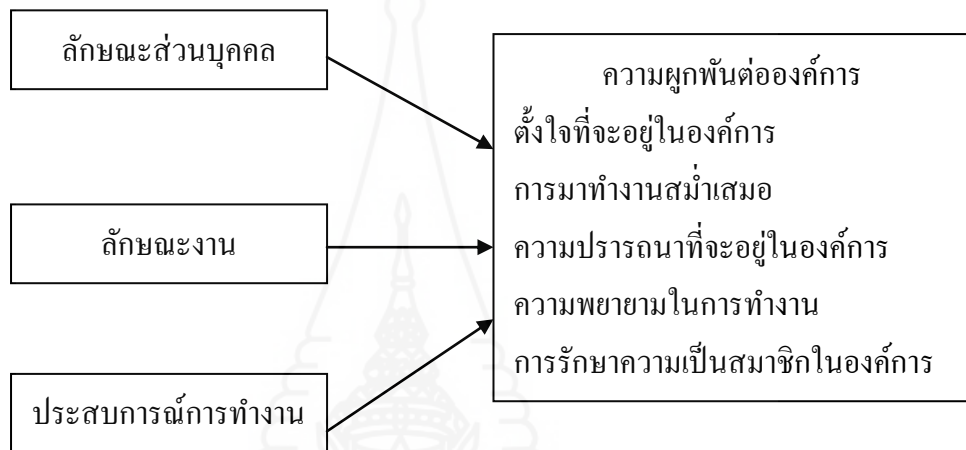 ลักษณะส่วนบุคคล
ลักษณะงาน
ประสบการณ์การทำงาน
ความผูกพันต่อองค์การ
ตั้งใจที่จะอยู่ในองค์การ
การมาทำงานสม่ำเสมอ
ความปรารถนาที่จะอยู่ในองค์การ
ความพยายามในการทำงาน
การรักษาความเป็นสมาชิกในองค์การ